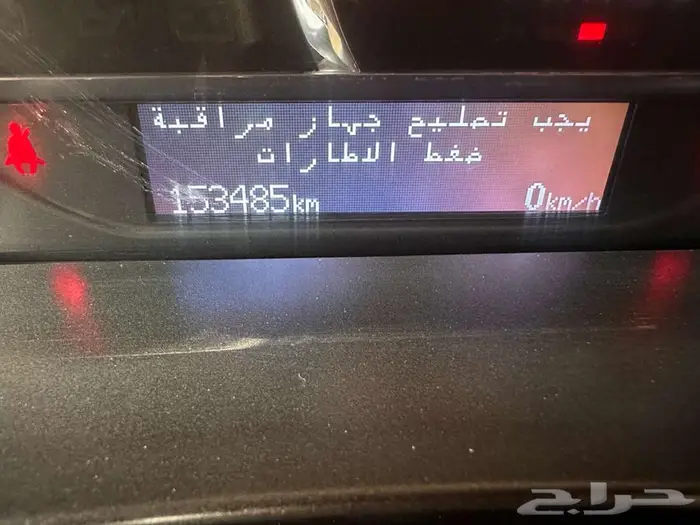 يجب تصليح جهاز مراقبة
ضغط الاطارات
153485km 0km/h
حراج